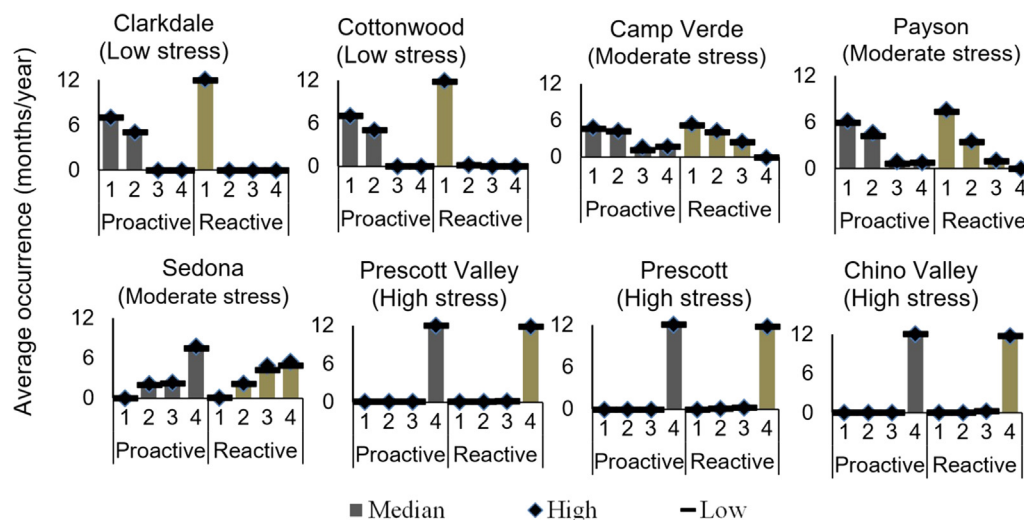 Average occurrence (months/year)
Clarkdale
(Low stress)
12
6
0
1 2 3 4 1 2 3 4
Proactive Reactive
Cottonwood
(Low stress)
12
6
0
1 2 3 4 1 2 3 4
Proactive Reactive
Camp Verde
(Moderate stress)
12
6
0
1 2 3 4 1 2 3 4
Proactive Reactive
Payson
(Moderate stress)
12
6
0
1 2 3 4 1 2 3 4
Proactive Reactive
Sedona
(Moderate stress)
12
6
0
1 2 3 4 1 2 3 4
Proactive Reactive
Prescott Valley
(High stress)
12
6
0
1 2 3 4 1 2 3 4
Proactive Reactive
Prescott
(High stress)
12
6
0
1 2 3 4 1 2 3 4
Proactive Reactive
Chino Valley
(High stress)
12
6
0
1 2 3 4 1 2 3 4
Proactive Reactive
Median High Low